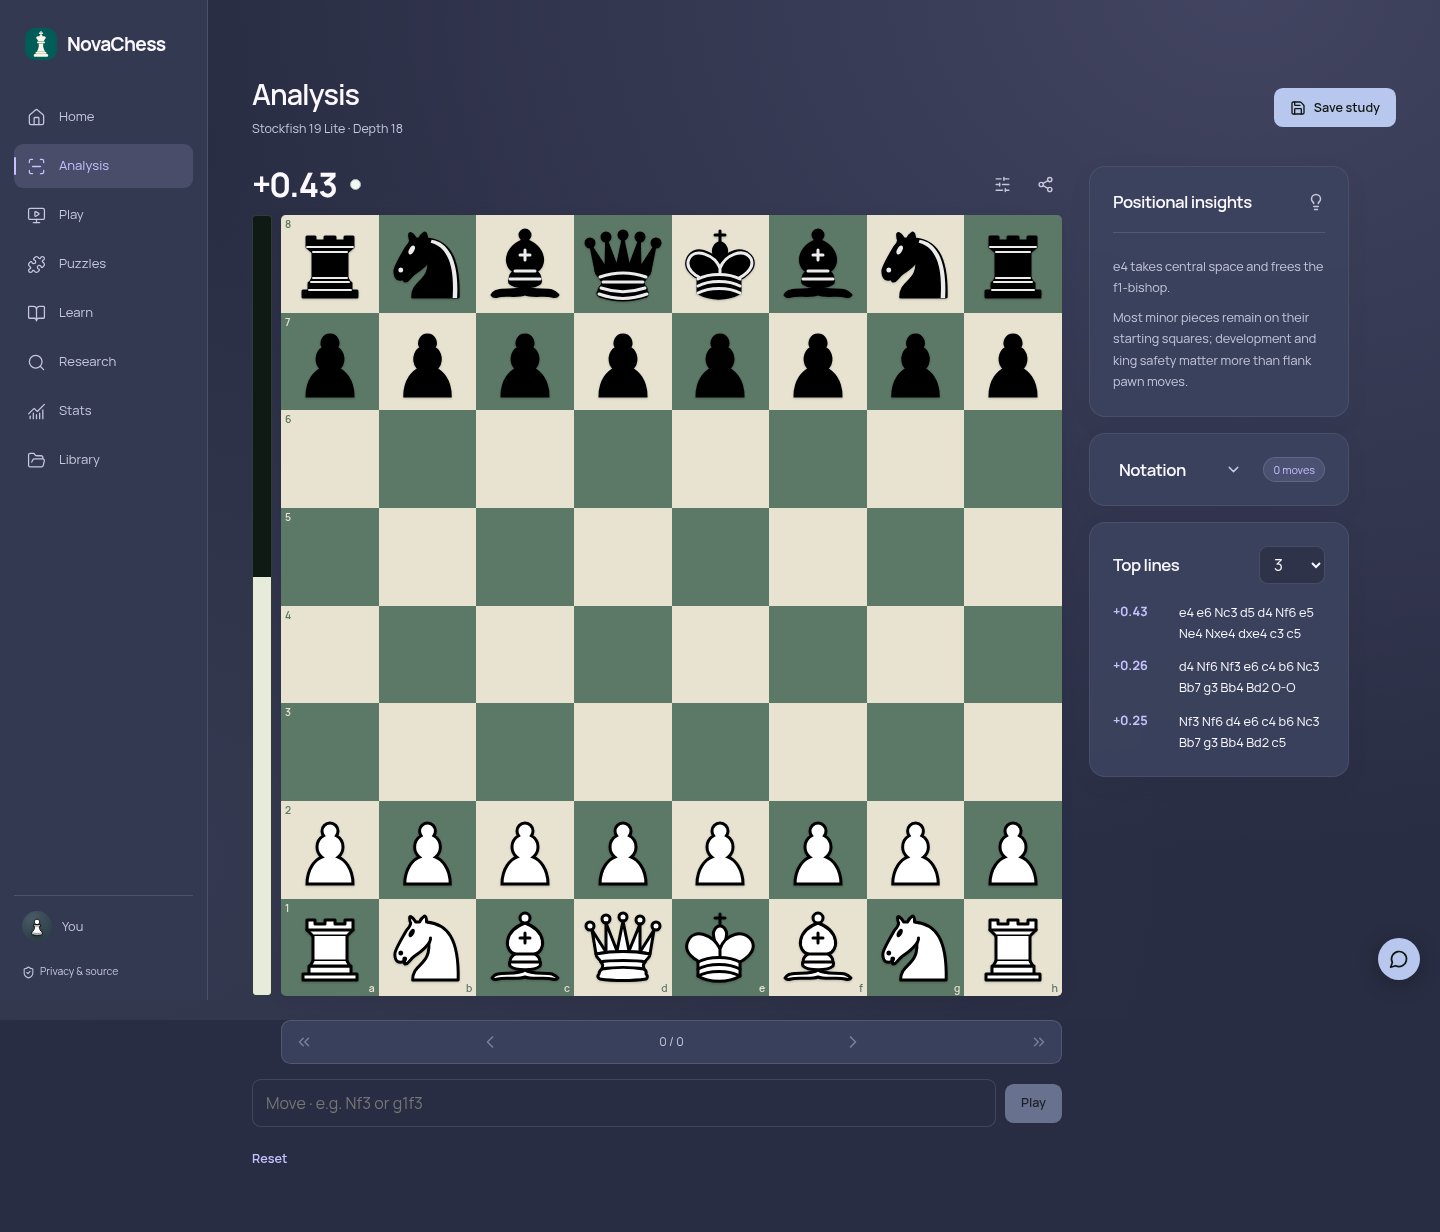 NovaChess
Home
Analysis
Play
Puzzles
Learn
Research
Stats
Library
You
Privacy & source
Analysis
Stockfish 19 Lite · Depth 18
Save study
+0.43
8
7
6
5
4
3
2
1
a b c d e f g h
0 / 0
Move · e.g. Nf3 or g1f3
Play
Reset
Positional insights
e4 takes central space and frees the
f1-bishop.
Most minor pieces remain on their
starting squares; development and
king safety matter more than flank
pawn moves.
Notation
0 moves
Top lines
3
+0.43 e4 e6 Nc3 d5 d4 Nf6 e5
Ne4 Nxe4 dxe4 c3 c5
+0.26 d4 Nf6 Nf3 e6 c4 b6 Nc3
Bb7 g3 Bb4 Bd2 O-O
+0.25 Nf3 Nf6 d4 e6 c4 b6 Nc3
Bb7 g3 Bb4 Bd2 c5